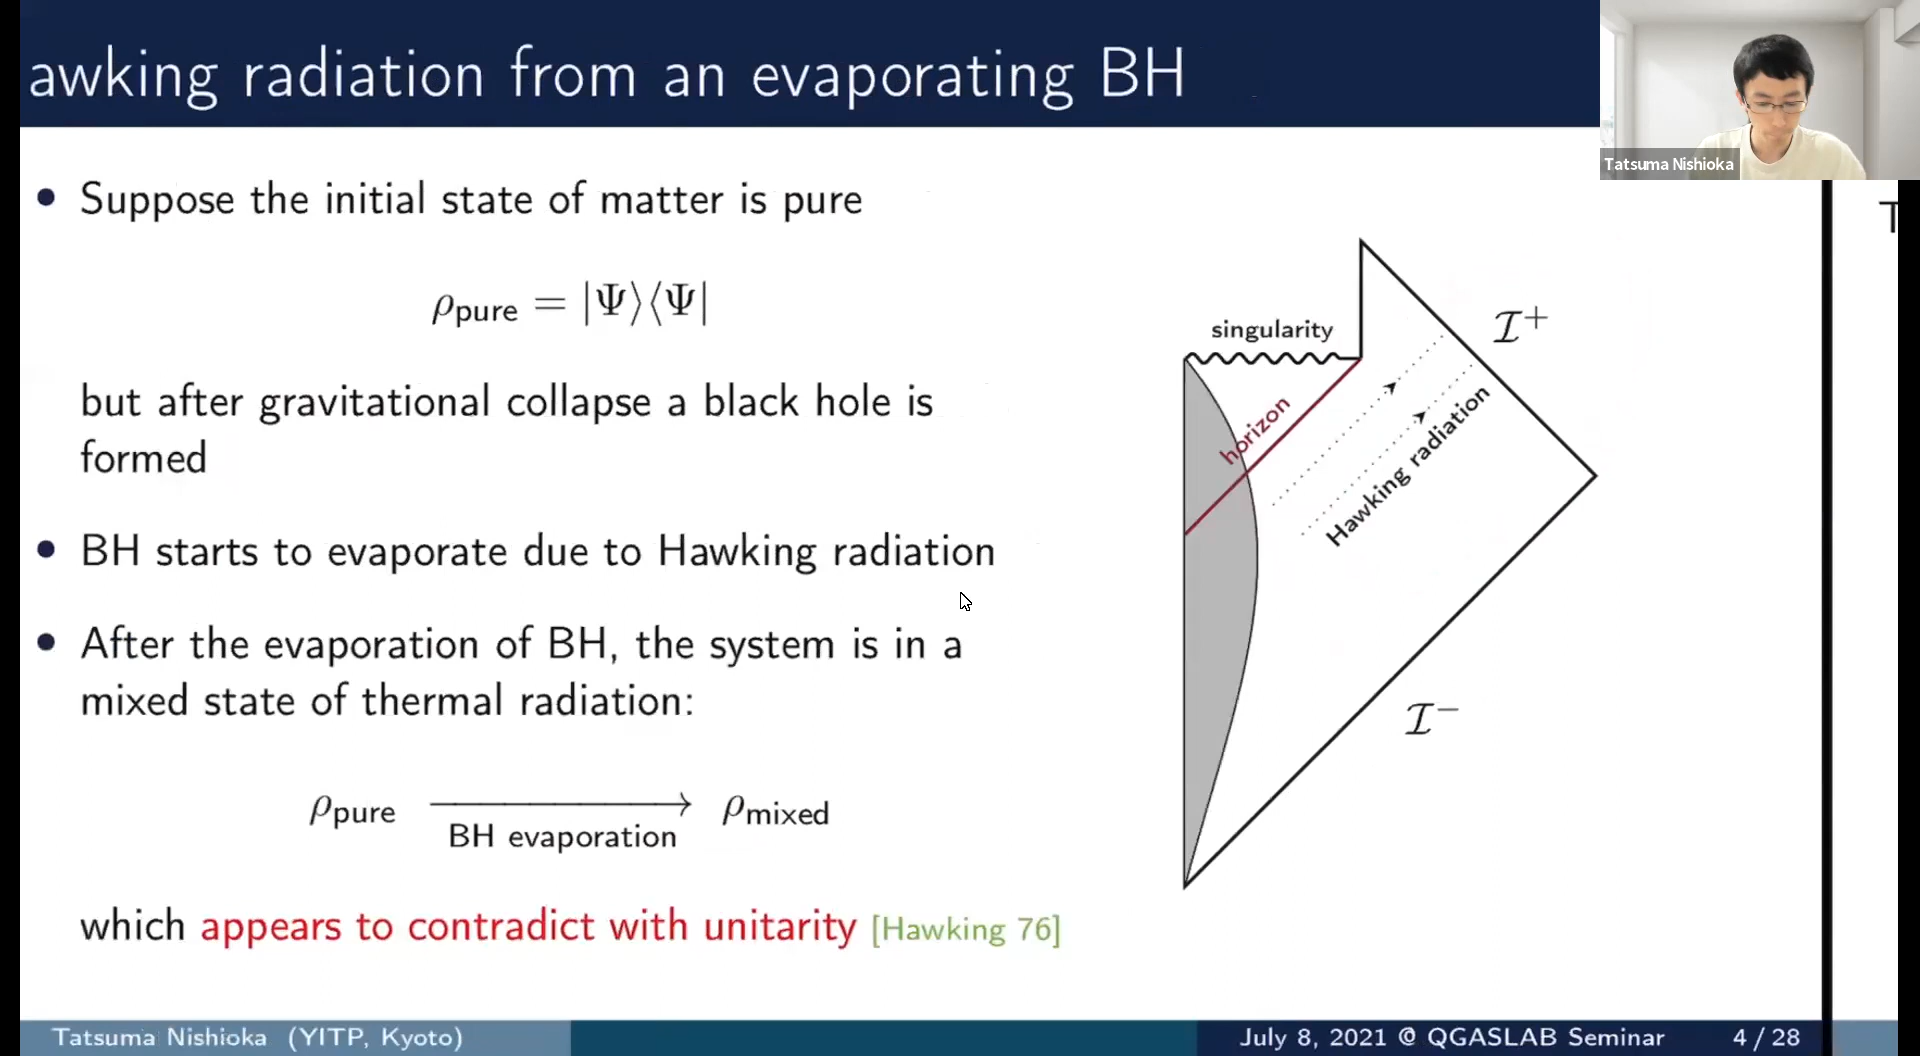 awking radiation from an evaporating BH
Tatsuma Nishioka
• Suppose the initial state of matter is pure
ρpure = |Ψ⟩⟨Ψ|
but after gravitational collapse a black hole is
formed
• BH starts to evaporate due to Hawking radiation
• After the evaporation of BH, the system is in a
mixed state of thermal radiation:
ρpure ⟶ ρmixed
BH evaporation
which appears to contradict with unitarity [Hawking 76]
singularity
horizon
Hawking radiation
ℐ+
ℐ−
T
Tatsuma Nishioka (YITP, Kyoto)
July 8, 2021 @ QGASLAB Seminar
4 / 28